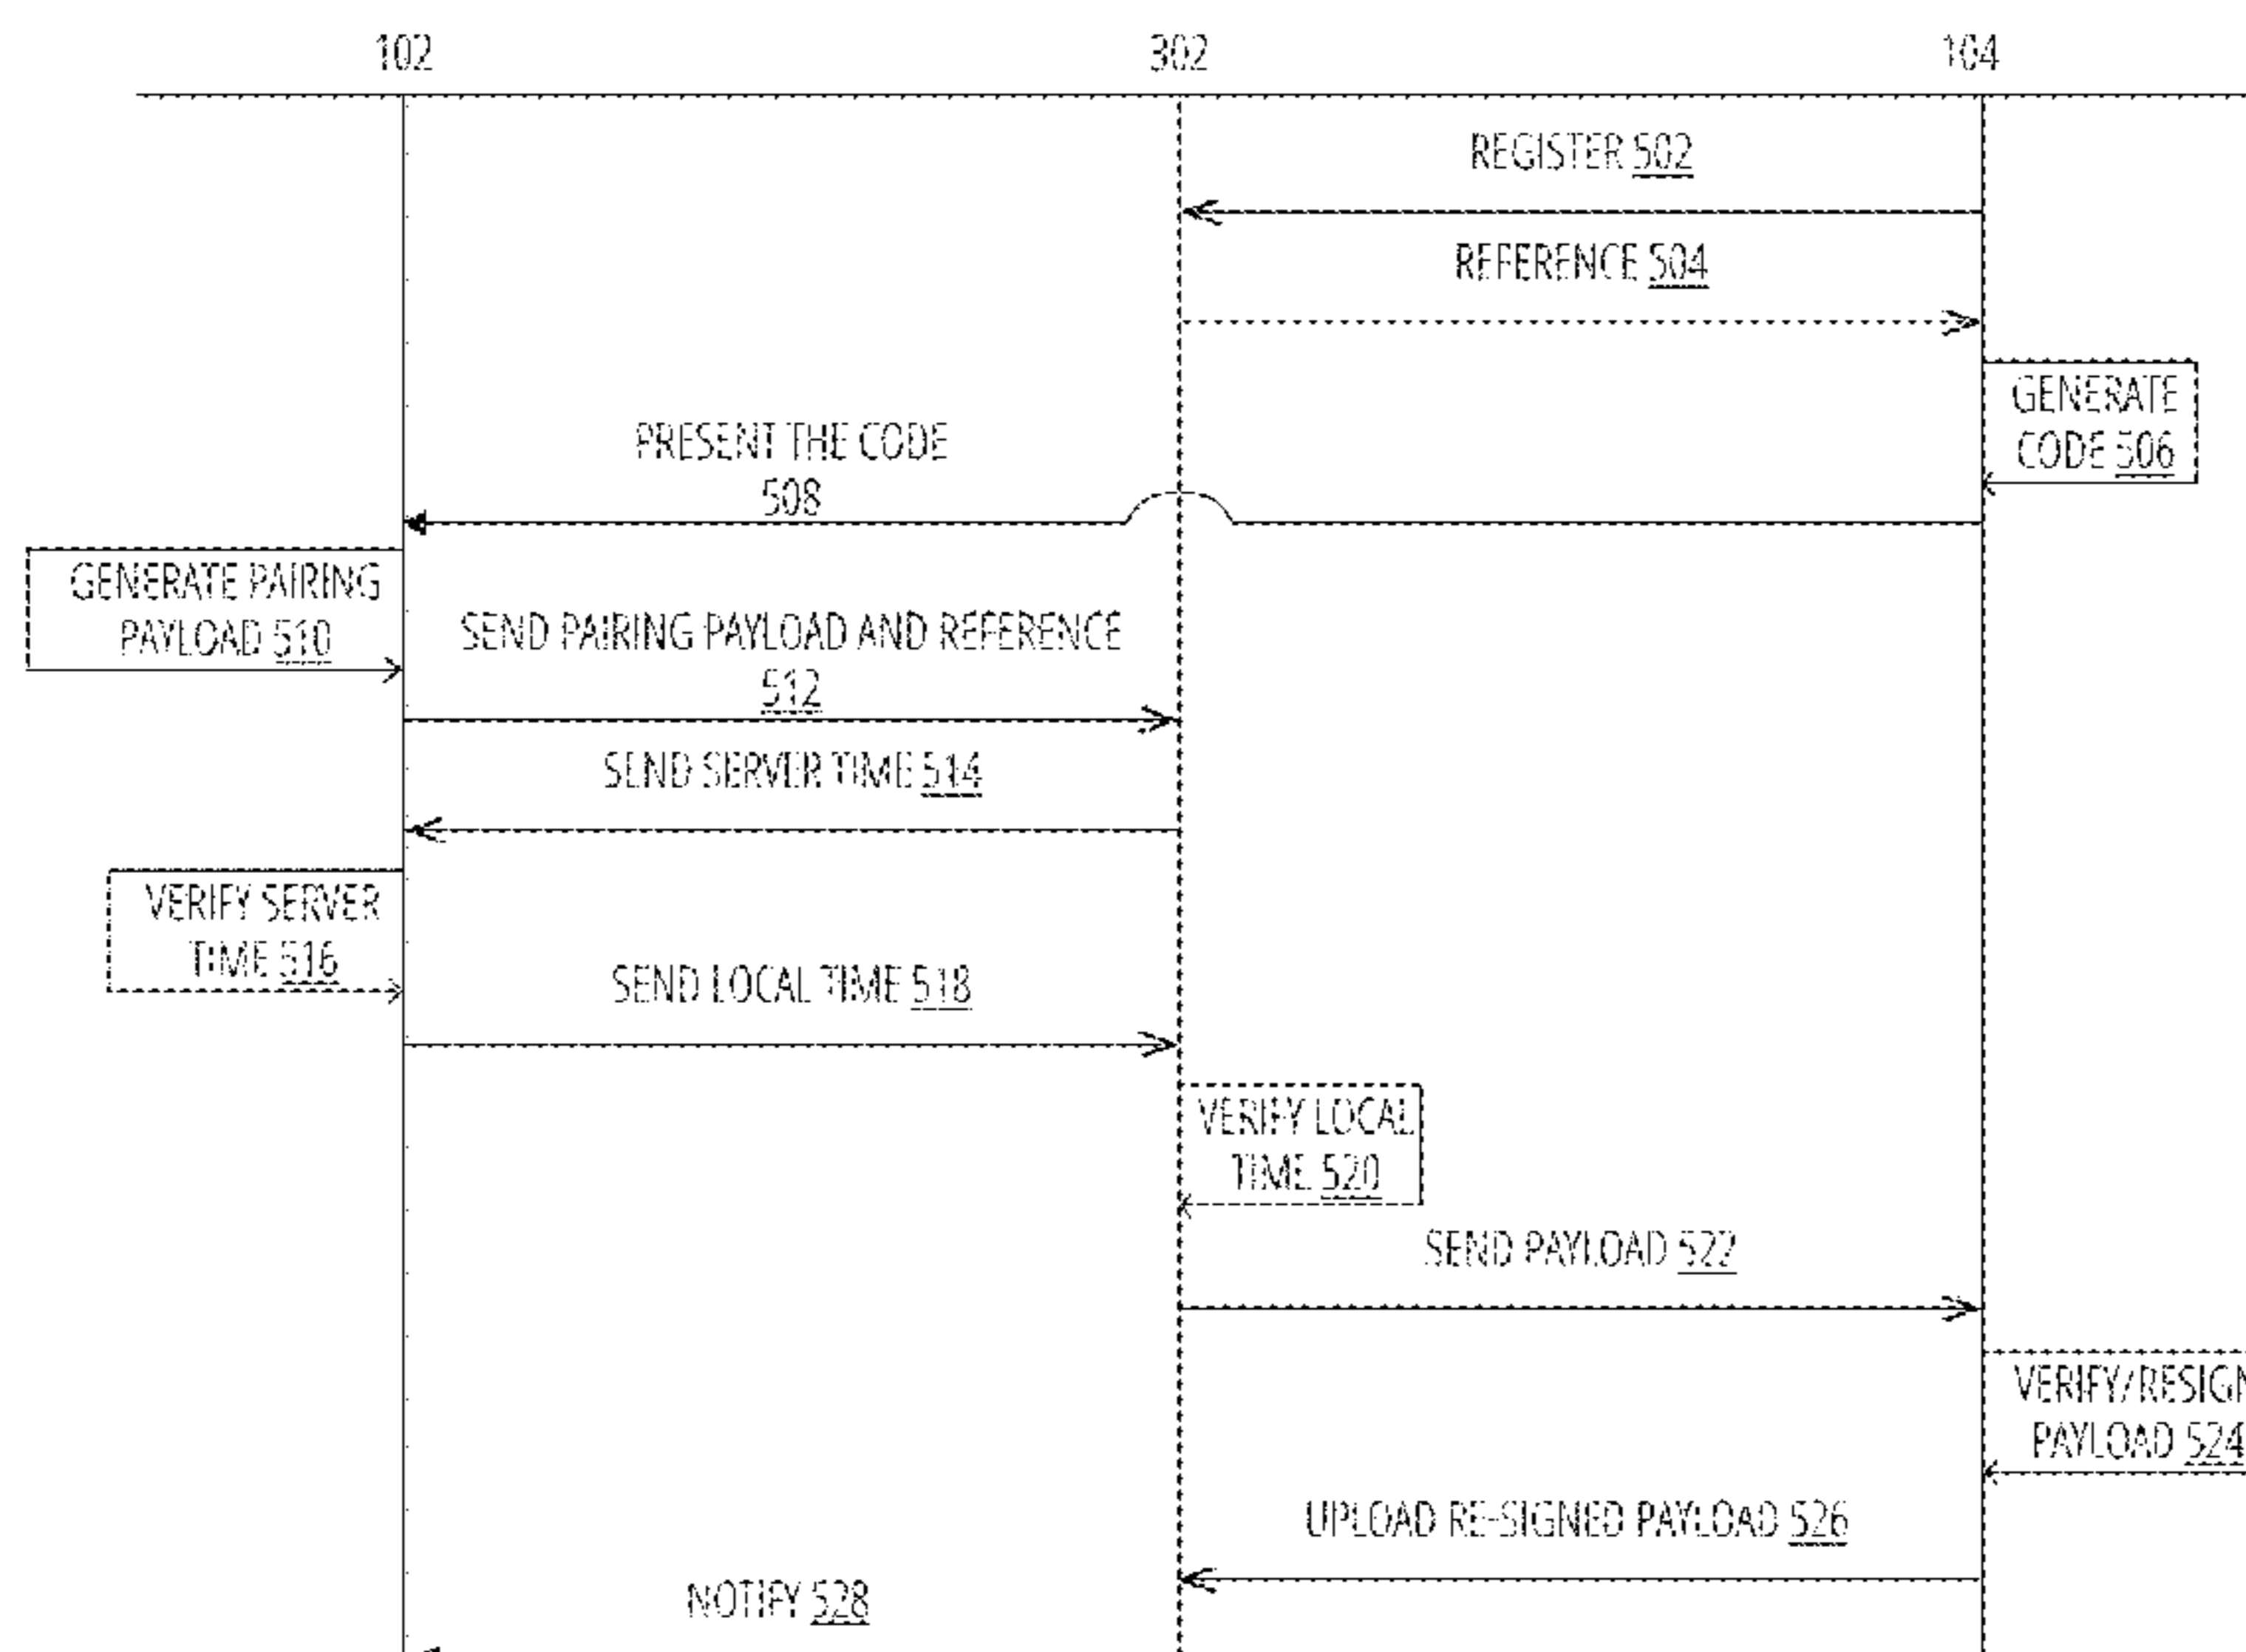 102 302 104
REGISTER 502
REFERENCE 504
GENERATE
CODE 506
PRESENT THE CODE
508
GENERATE PAIRING
PAYLOAD 510
SEND PAIRING PAYLOAD AND REFERENCE
512
SEND SERVER TIME 514
VERIFY SERVER
TIME 516
SEND LOCAL TIME 518
VERIFY LOCAL
TIME 520
SEND PAYLOAD 522
VERIFY/RESIGN
PAYLOAD 524
UPLOAD RE-SIGNED PAYLOAD 526
NOTIFY 528